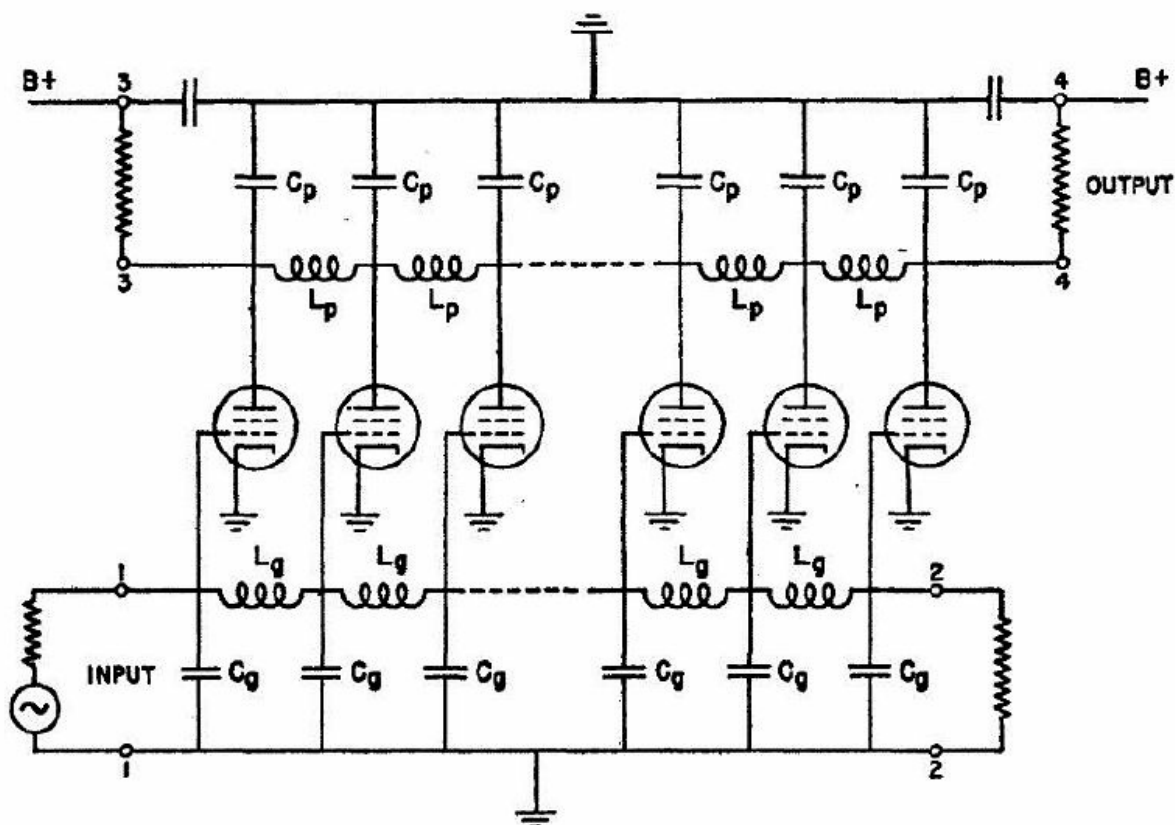 B+ 3 4 B+
Cp Cp Cp Cp Cp Cp OUTPUT
3 Lp Lp Lp Lp 4
1 Lg Lg Lg Lg 2
INPUT Cg Cg Cg Cg Cg Cg
1 2